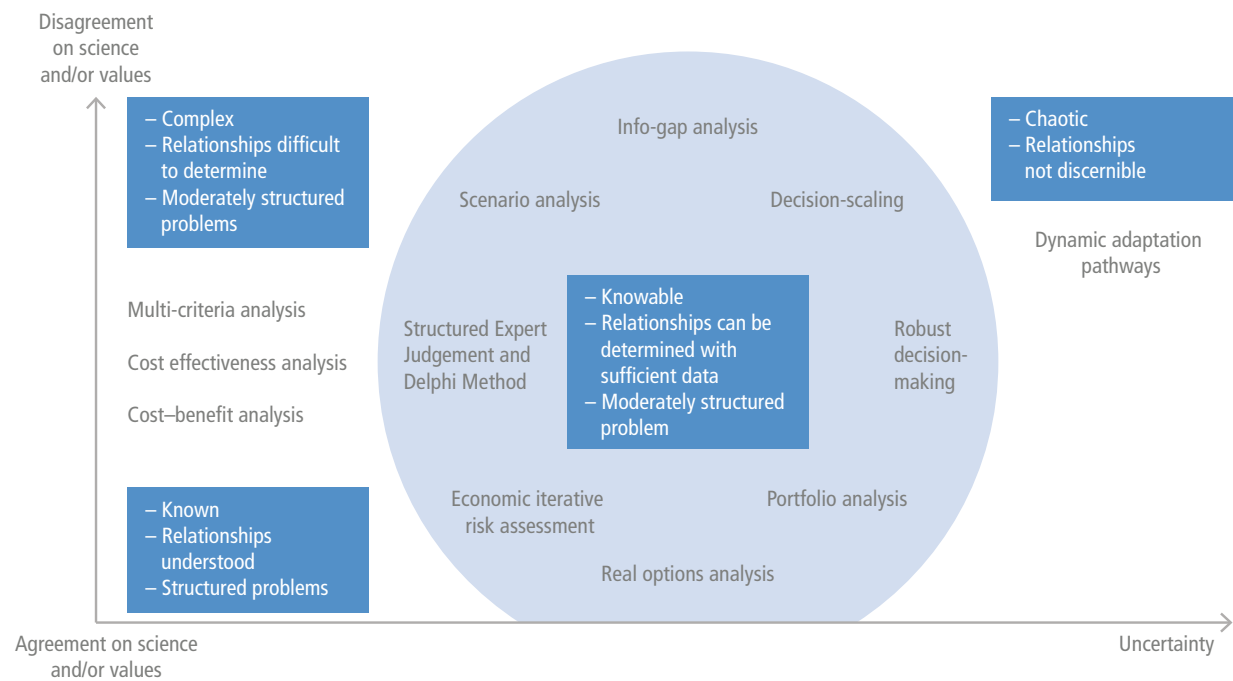 Disagreement
on science
and/or values
– Complex
– Relationships difficult
to determine
– Moderately structured
problems
Info-gap analysis
– Chaotic
– Relationships
not discernible
Scenario analysis
Decision-scaling
Dynamic adaptation
pathways
Multi-criteria analysis
Cost effectiveness analysis
Cost–benefit analysis
Structured Expert
Judgement and
Delphi Method
– Knowable
– Relationships can be
determined with
sufficient data
– Moderately structured
problem
Robust
decision-
making
– Known
– Relationships
understood
– Structured problems
Economic iterative
risk assessment
Portfolio analysis
Real options analysis
Agreement on science
and/or values
Uncertainty